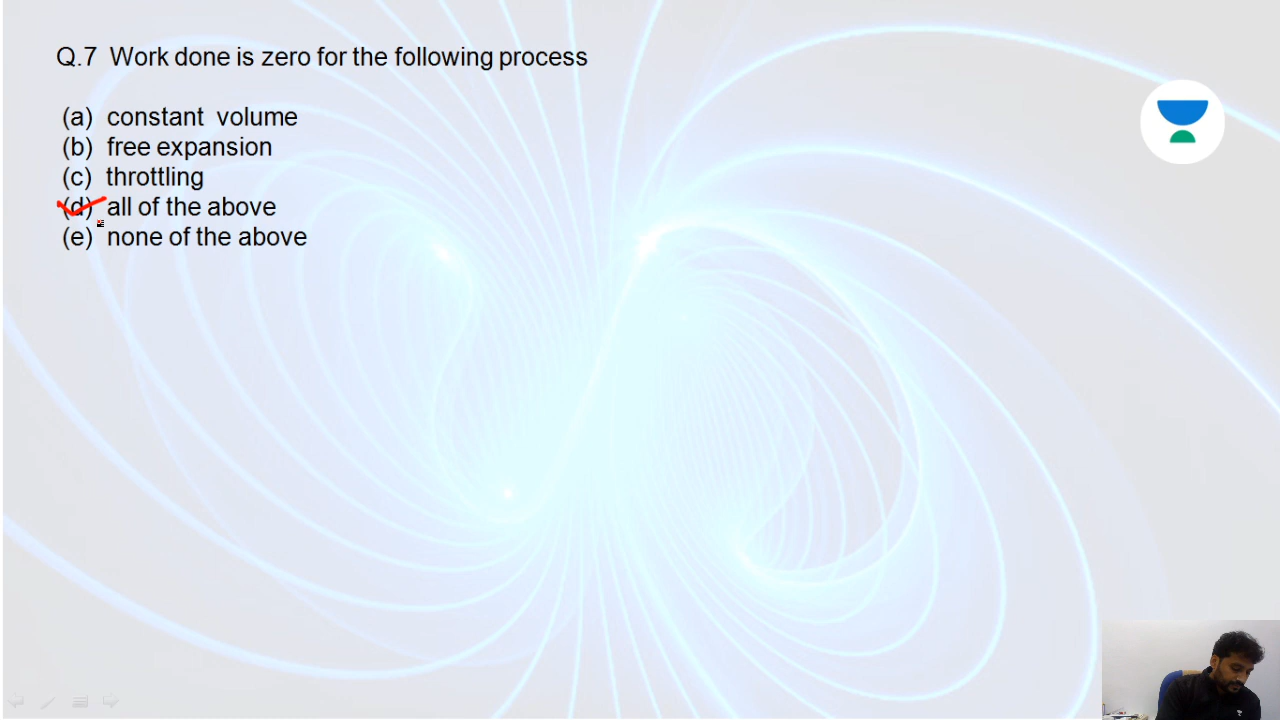 Q.7 Work done is zero for the following process
(a) constant volume
(b) free expansion
(c) throttling
(d) all of the above
(e) none of the above